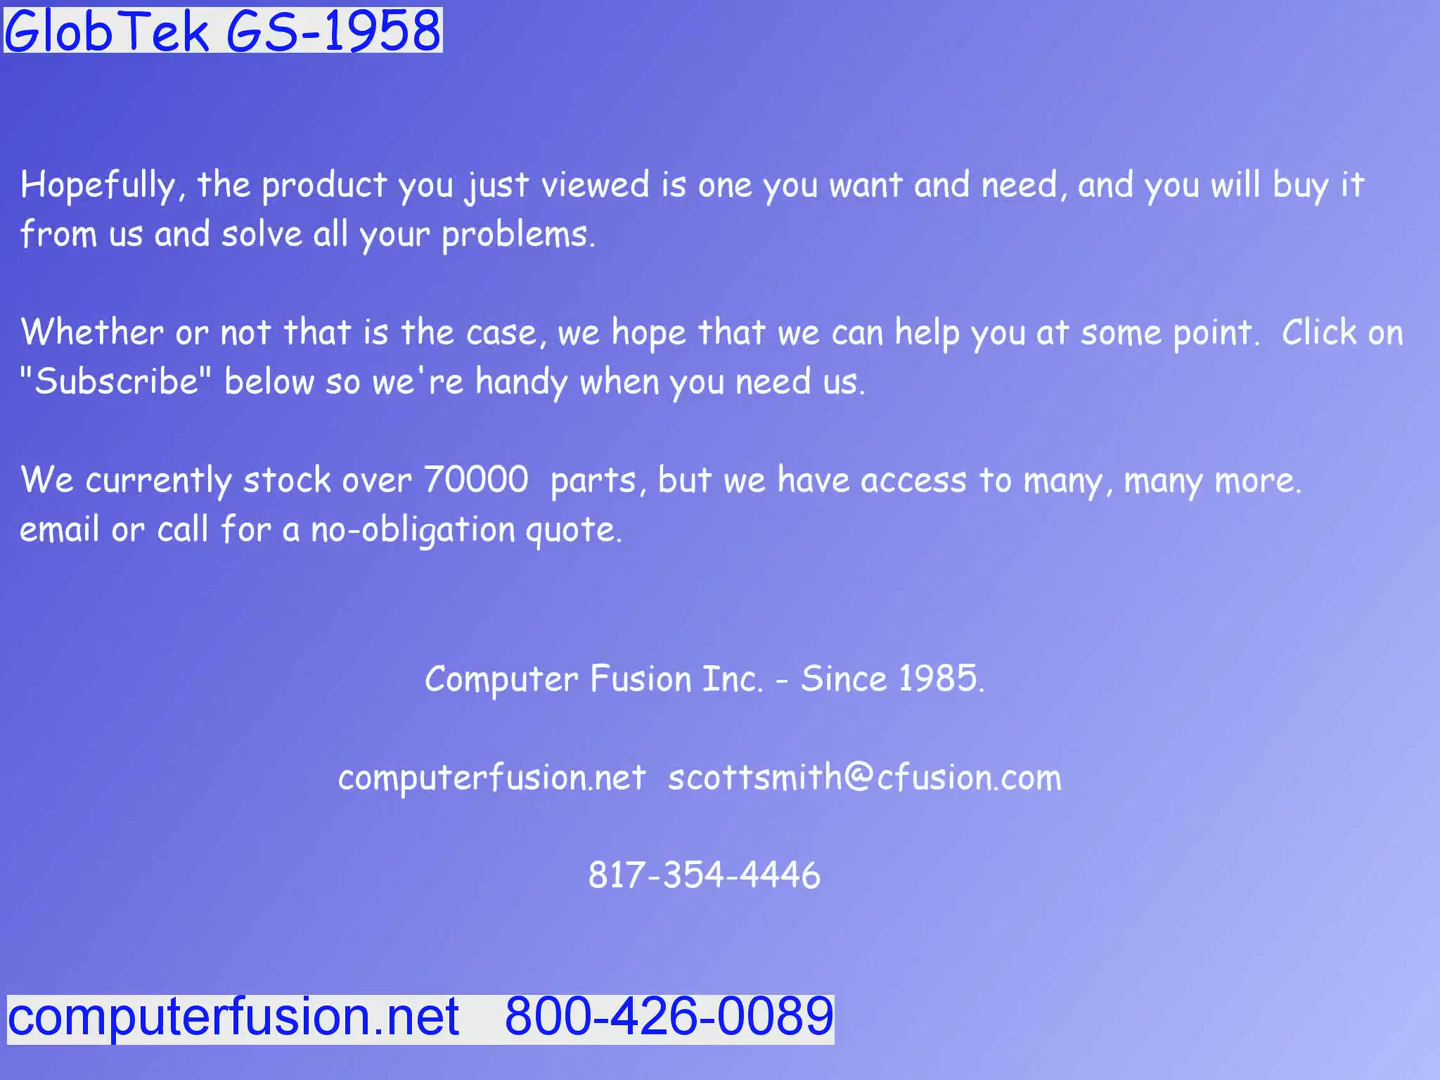 GlobTek GS-1958
Hopefully, the product you just viewed is one you want and need, and you will buy it
from us and solve all your problems.
Whether or not that is the case, we hope that we can help you at some point.  Click on
"Subscribe" below so we're handy when you need us.
We currently stock over 70000  parts, but we have access to many, many more.
email or call for a no-obligation quote.
Computer Fusion Inc. - Since 1985.
computerfusion.net  scottsmith@cfusion.com
817-354-4446
computerfusion.net   800-426-0089